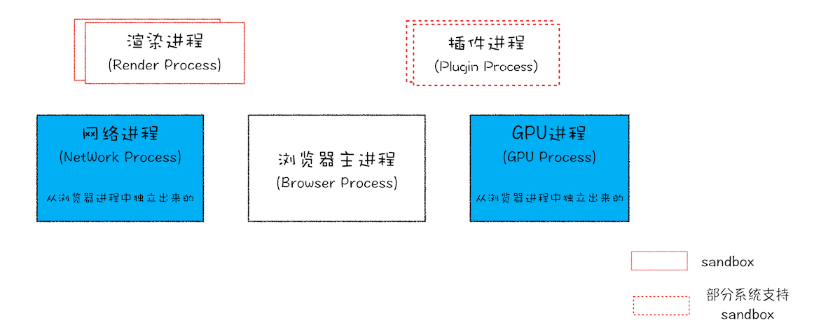 渲染进程
(Render Process)
插件进程
(Plugin Process)
网络进程
(NetWork Process)
从浏览器进程中独立出来的
浏览器主进程
(Browser Process)
GPU进程
(GPU Process)
从浏览器进程中独立出来的
sandbox
部分系统支持
sandbox